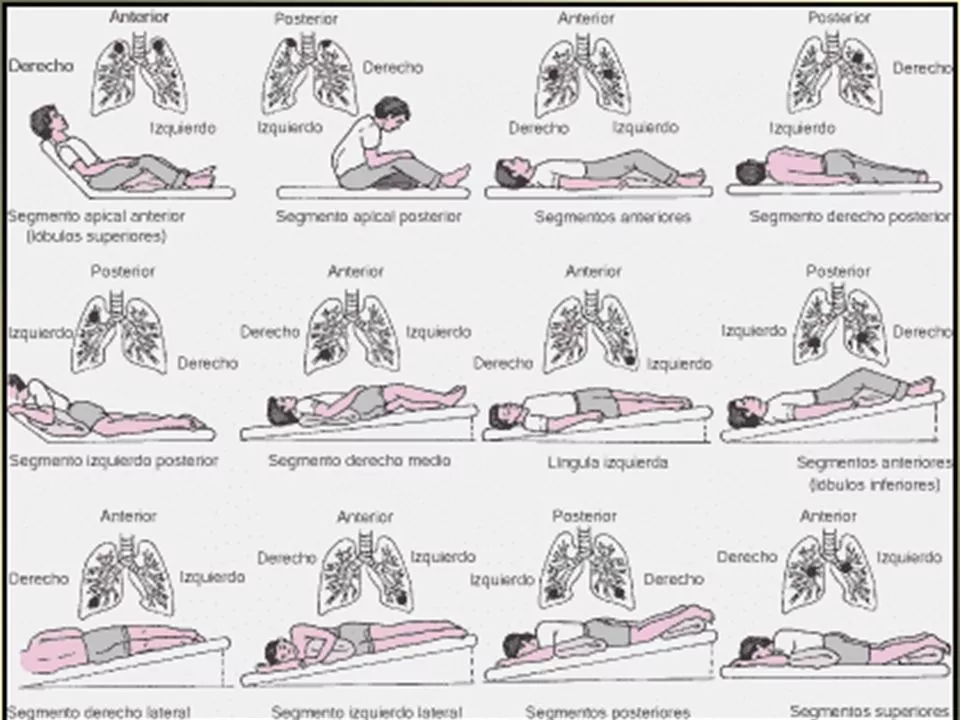 Anterior
Derecho
Izquierdo
Segmento apical anterior
(lóbulos superiores)
Posterior
Derecho
Izquierdo
Segmento apical posterior
Anterior
Derecho Izquierdo
Segmentos anteriores
Posterior
Derecho
Izquierdo
Segmento derecho posterior
Posterior
Izquierdo
Derecho
Segmento izquierdo posterior
Anterior
Derecho Izquierdo
Segmento derecho medio
Anterior
Derecho Izquierdo
Língula izquierda
Posterior
Izquierdo Derecho
Segmentos anteriores
(lóbulos inferiores)
Anterior
Derecho Izquierdo
Segmento derecho lateral
Anterior
Derecho Izquierdo
Segmento izquierdo lateral
Posterior
Izquierdo Derecho
Segmentos posteriores
Anterior
Derecho Izquierdo
Segmentos superiores